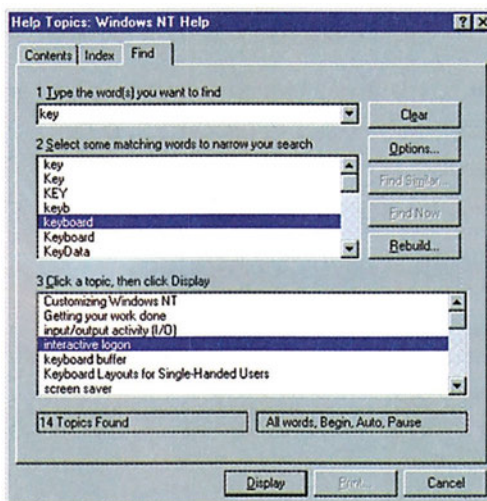 Help Topics: Windows NT Help
Contents Index Find
1 Type the word(s) you want to find
key
Clear
2 Select some matching words to narrow your search
Options...
key
Key
KEY
keyb
keyboard
Keyboard
KeyData
Find Similar...
Find Now
Rebuild...
3 Click a topic, then click Display
Customizing Windows NT
Getting your work done
input/output activity (I/O)
interactive logon
keyboard buffer
Keyboard Layouts for Single-Handed Users
screen saver
14 Topics Found
All words, Begin, Auto, Pause
Display Print... Cancel